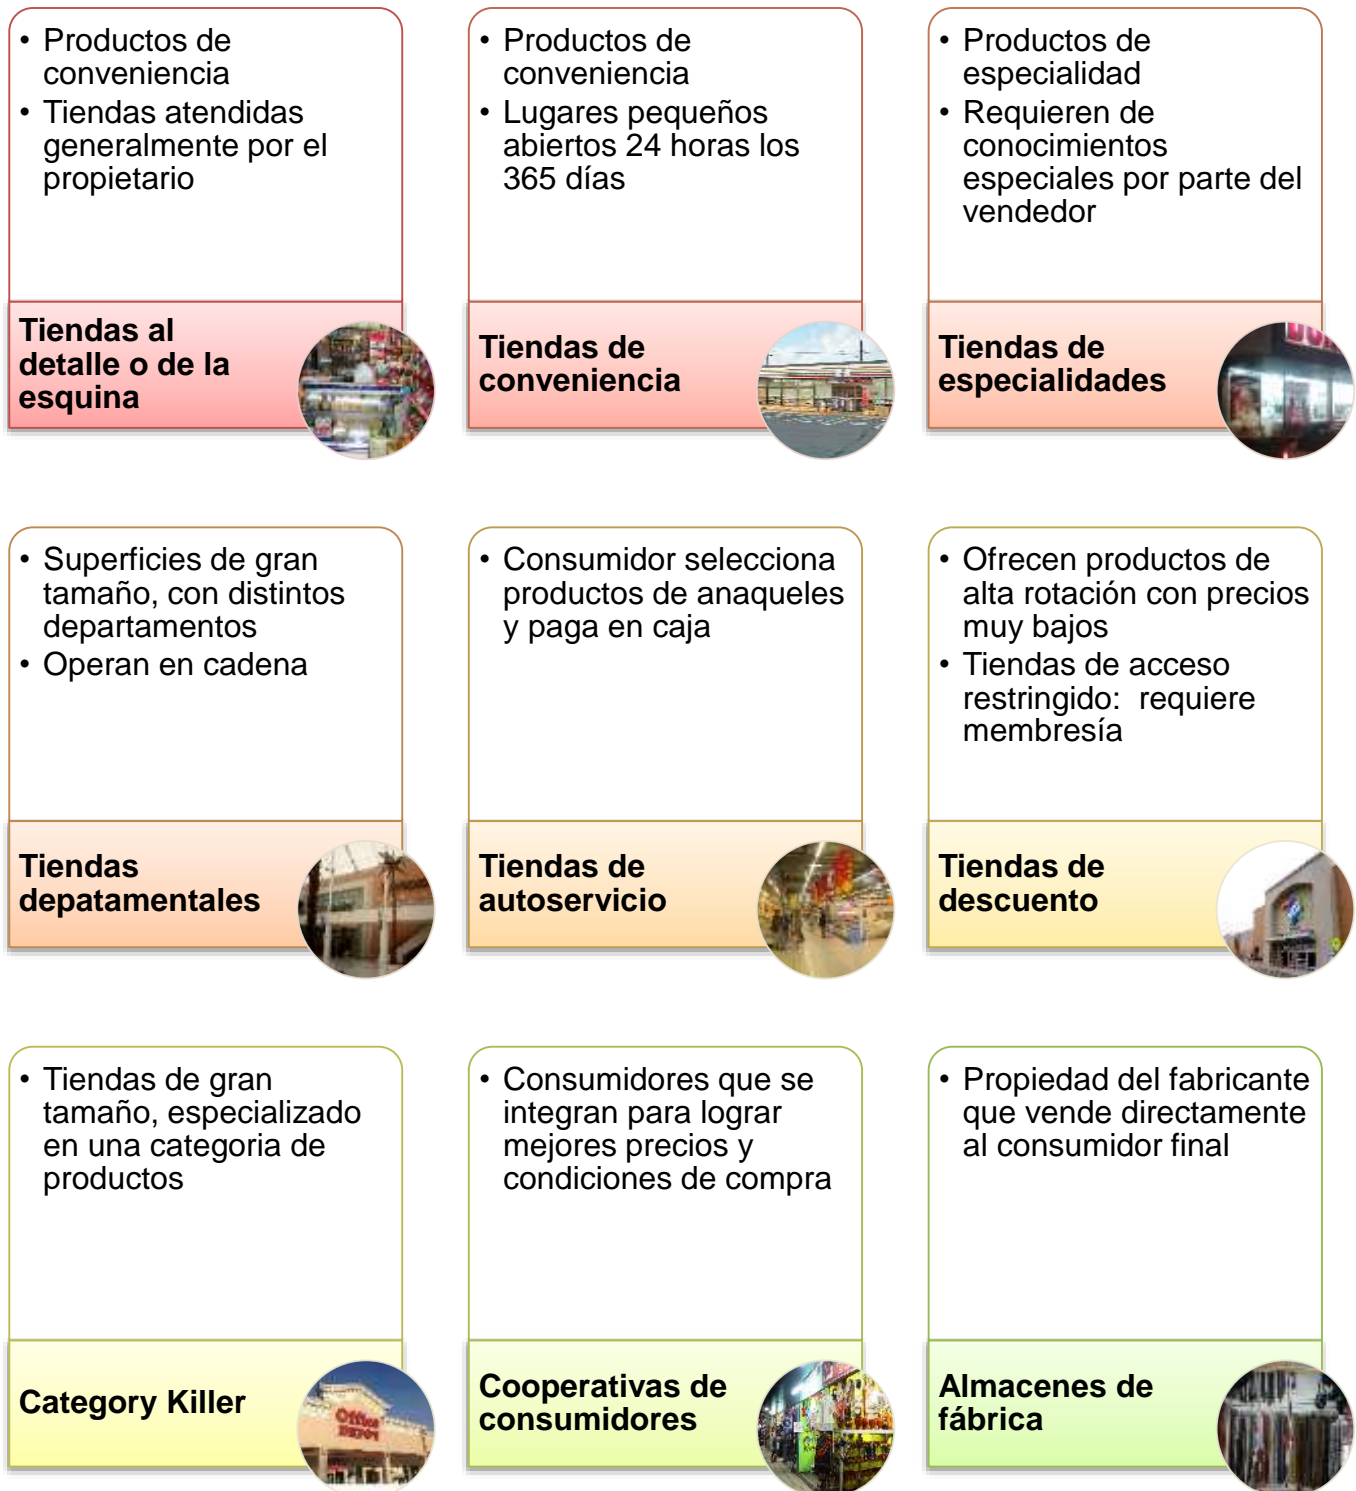 • Productos de
conveniencia
• Tiendas atendidas
generalmente por el
propietario
Tiendas al
detalle o de la
esquina
• Productos de
conveniencia
• Lugares pequeños
abiertos 24 horas los
365 días
Tiendas de
conveniencia
• Productos de
especialidad
• Requieren de
conocimientos
especiales por parte del
vendedor
Tiendas de
especialidades
• Superficies de gran
tamaño, con distintos
departamentos
• Operan en cadena
Tiendas
depatamentales
• Consumidor selecciona
productos de anaqueles
y paga en caja
Tiendas de
autoservicio
• Ofrecen productos de
alta rotación con precios
muy bajos
• Tiendas de acceso
restringido:  requiere
membresía
Tiendas de
descuento
• Tiendas de gran
tamaño, especializado
en una categoria de
productos
Category Killer
Office
DEPOT
• Consumidores que se
integran para lograr
mejores precios y
condiciones de compra
Cooperativas de
consumidores
• Propiedad del fabricante
que vende directamente
al consumidor final
Almacenes de
fábrica